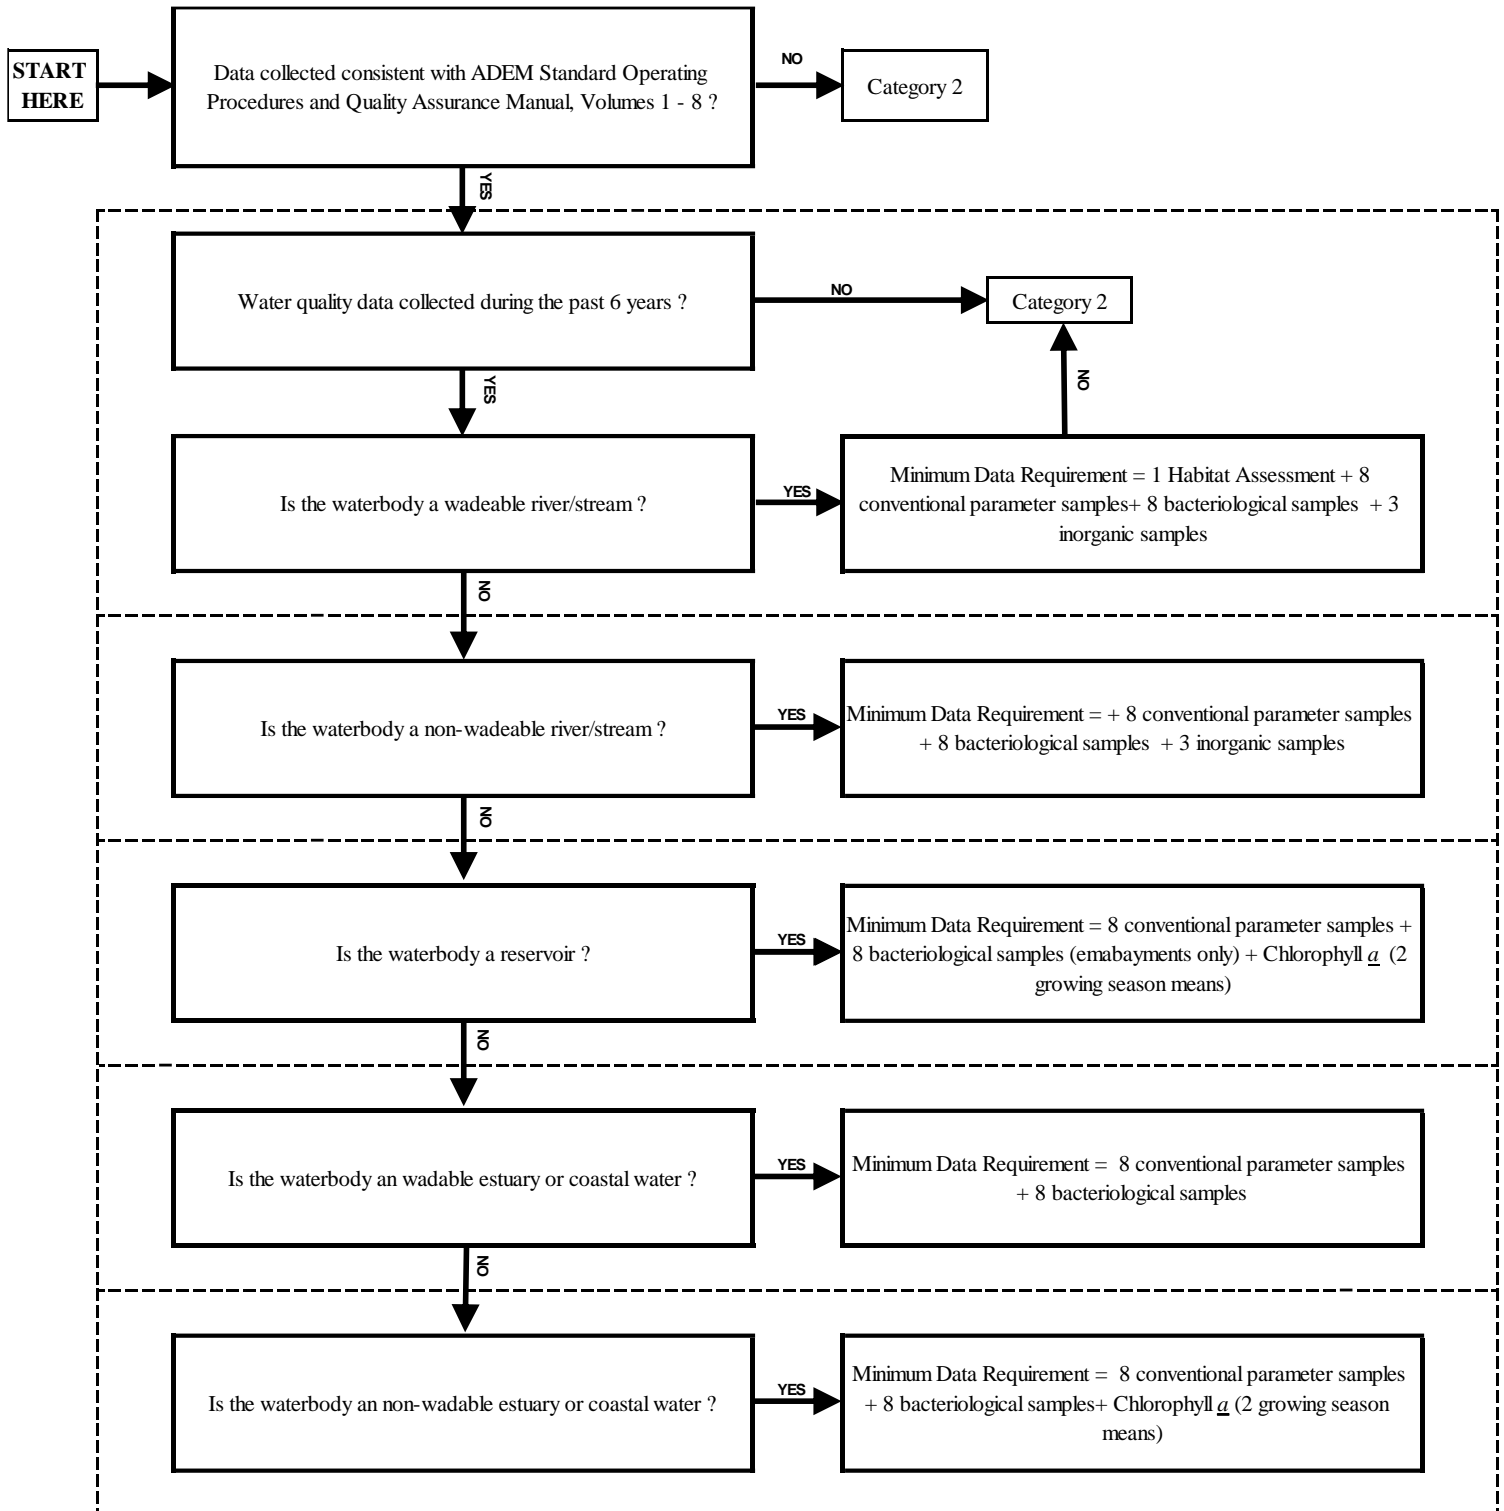 START
HERE
Data collected consistent with ADEM Standard Operating
Procedures and Quality Assurance Manual, Volumes 1 - 8 ?
NO
Category 2
YES
Water quality data collected during the past 6 years ?
NO
Category 2
YES
NO
Is the waterbody a wadeable river/stream ?
YES
Minimum Data Requirement = 1 Habitat Assessment + 8
conventional parameter samples+ 8 bacteriological samples + 3
inorganic samples
NO
Is the waterbody a non-wadeable river/stream ?
YES
Minimum Data Requirement = + 8 conventional parameter samples
+ 8 bacteriological samples + 3 inorganic samples
NO
Is the waterbody a reservoir ?
YES
Minimum Data Requirement = 8 conventional parameter samples +
8 bacteriological samples (emabayments only) + Chlorophyll a (2
growing season means)
NO
Is the waterbody an wadable estuary or coastal water ?
YES
Minimum Data Requirement = 8 conventional parameter samples
+ 8 bacteriological samples
NO
Is the waterbody an non-wadable estuary or coastal water ?
YES
Minimum Data Requirement = 8 conventional parameter samples
+ 8 bacteriological samples+ Chlorophyll a (2 growing season
means)